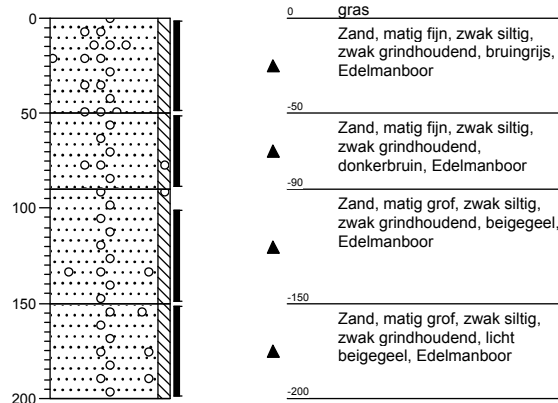 0
50
100
150
200
0
gras
Zand, matig fijn, zwak siltig,
zwak grindhoudend, bruingrijs,
Edelmanboor
-50
Zand, matig fijn, zwak siltig,
zwak grindhoudend,
donkerbruin, Edelmanboor
-90
Zand, matig grof, zwak siltig,
zwak grindhoudend, beigegeel,
Edelmanboor
-150
Zand, matig grof, zwak siltig,
zwak grindhoudend, licht
beigegeel, Edelmanboor
-200